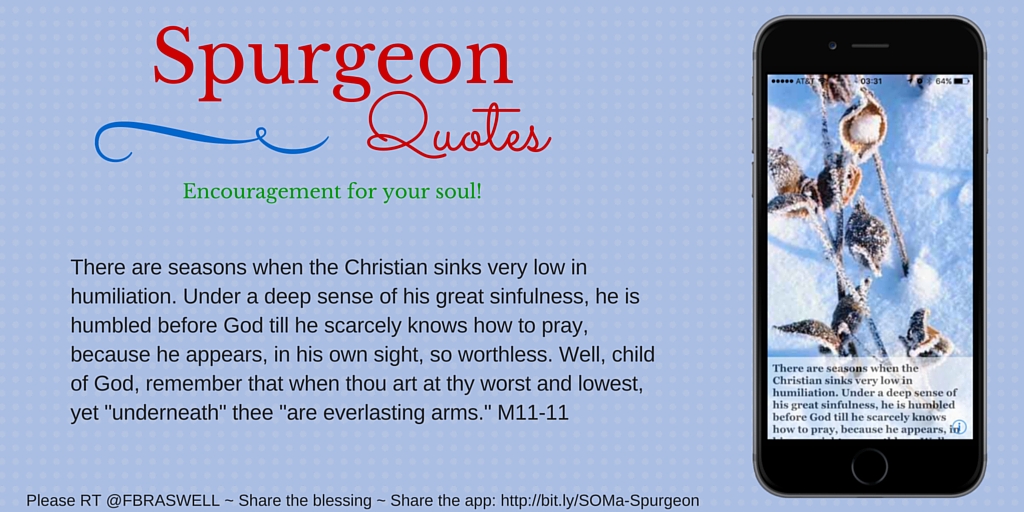 Spurgeon
Quotes
Encouragement for your soul!
There are seasons when the Christian sinks very low in
humiliation. Under a deep sense of his great sinfulness, he is
humbled before God till he scarcely knows how to pray,
because he appears, in his own sight, so worthless. Well, child
of God, remember that when thou art at thy worst and lowest,
yet "underneath" thee "are everlasting arms." M11-11
Please RT @FBRASWELL ~ Share the blessing ~ Share the app: http://bit.ly/SOMa-Spurgeon
AT&T 03:31 64%
There are seasons when the
Christian sinks very low in
humiliation. Under a deep sense of
his great sinfulness, he is humbled
before God till he scarcely knows
how to pray, because he appears, in